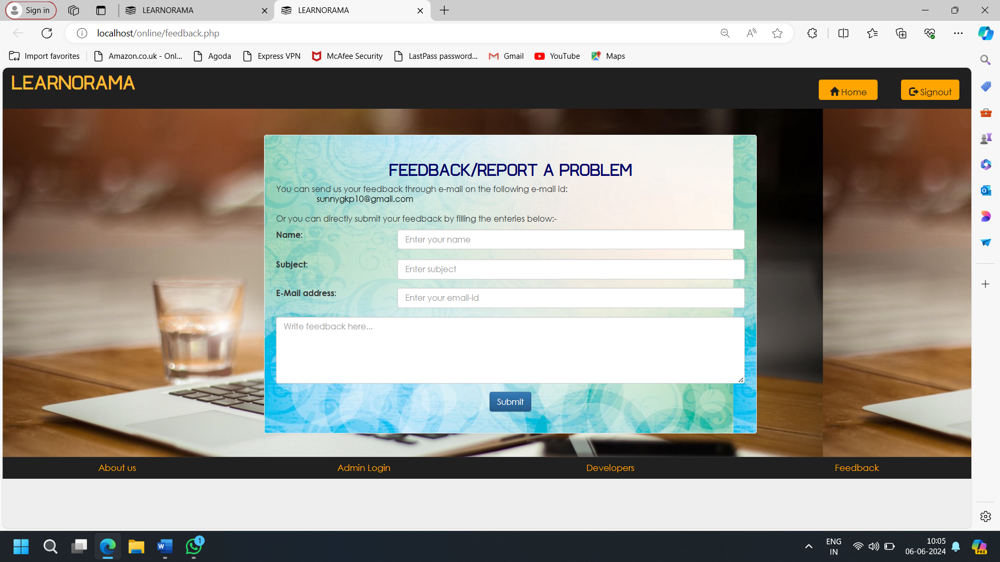 Sign in
LEARNORAMA
LEARNORAMA
localhost/online/feedback.php
Import favorites
Amazon.co.uk - Onl...
Agoda
Express VPN
McAfee Security
LastPass password...
Gmail
YouTube
Maps
LEARNORAMA
Home
Signout
FEEDBACK/REPORT A PROBLEM
You can send us your feedback through e-mail on the following e-mail id:
sunnygkp10@gmail.com
Or you can directly submit your feedback by filling the enteries below:-
Name:
Enter your name
Subject:
Enter subject
E-Mail address:
Enter your email-id
Write feedback here...
Submit
About us
Admin Login
Developers
Feedback
1
ENG
IN
10:05
06-06-2024
PRE